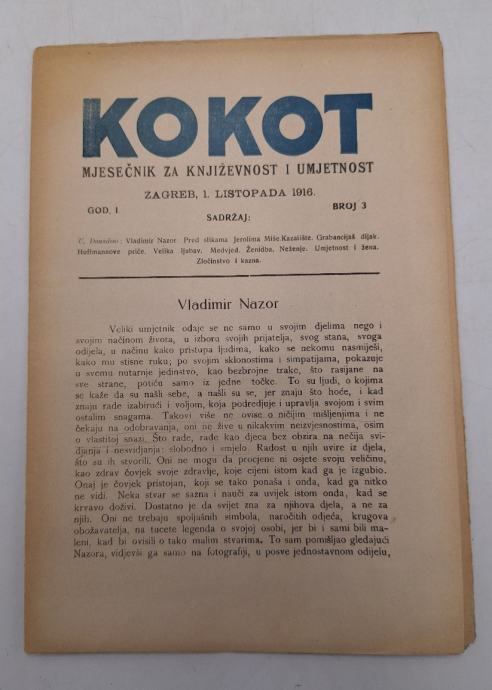 KOKOT
MJESEČNIK ZA KNJIŽEVNOST I UMJETNOST
ZAGREB, 1. LISTOPADA 1916.
GOD. I
BROJ 3
SADRŽAJ:
U. Donadini: Vladimir Nazor Pred slikama Jerolima Miše. Kazalište. Grabancijaš dijak.
Hoffmannove priče. Velika ljubav. Medvjed. Ženidba. Neženje. Umjetnost i žena.
Zločinstvo i kazna.
Vladimir Nazor
Veliki umjetnik odaje se ne samo u svojim djelima nego i
svojim načinom života, u izboru svojih prijatelja, svog stana, svoga
odijela, u načinu kako pristupa ljudima, kako se nekomu nasmiješi,
kako mu stisne ruku; po svojim sklonostima i simpatijama, pokazuje
u svemu nutarnje jedinstvo, kao bezbrojne trake, što rasijane na
sve strane, potiču samo iz jedne točke. To su ljudi, o kojima
se kaže da su našli sebe, a našli su se, jer znaju što hoće, i kad
znaju rade izabirući i voljom, koja podredjuje i upravlja svojom i svim
ostalim snagama. Takovi više ne ovise o ničijim mišljenjima i ne
čekaju na odobravanja, oni ne žive u nikakvim neizvjesnostima, osim
o vlastitoj snazi. Što rade, rade kao djeca bez obzira na nečija svi-
djanja i nesvidjanja: slobodno i smjelo. Radost u njih uvire iz djela,
što su ih stvorili. Oni ne mogu da procjene ni osjete svoju veličinu,
kao zdrav čovjek svoje zdravlje, koje cijeni istom kad ga je izgubio.
Onaj je čovjek pristojan, koji se tako ponaša i onda, kad ga nitko
ne vidi. Neka stvar se sazna i nauči za uvijek istom onda, kad se
krvavo doživi. Dostatno je da svijet zna za njihova djela, a ne za
njih. Oni ne trebaju spoljašnih simbola, naročitih odjeća, krugova
obožavatelja, na tucete legenda o svojoj osobi, jer bi i sami bili ma-
leni, kad bi ovisili o tako malim stvarima. To sam pomišljao gledajući
Nazora, vidjevši ga samo na fotografiji, u posve jednostavnom odijelu,